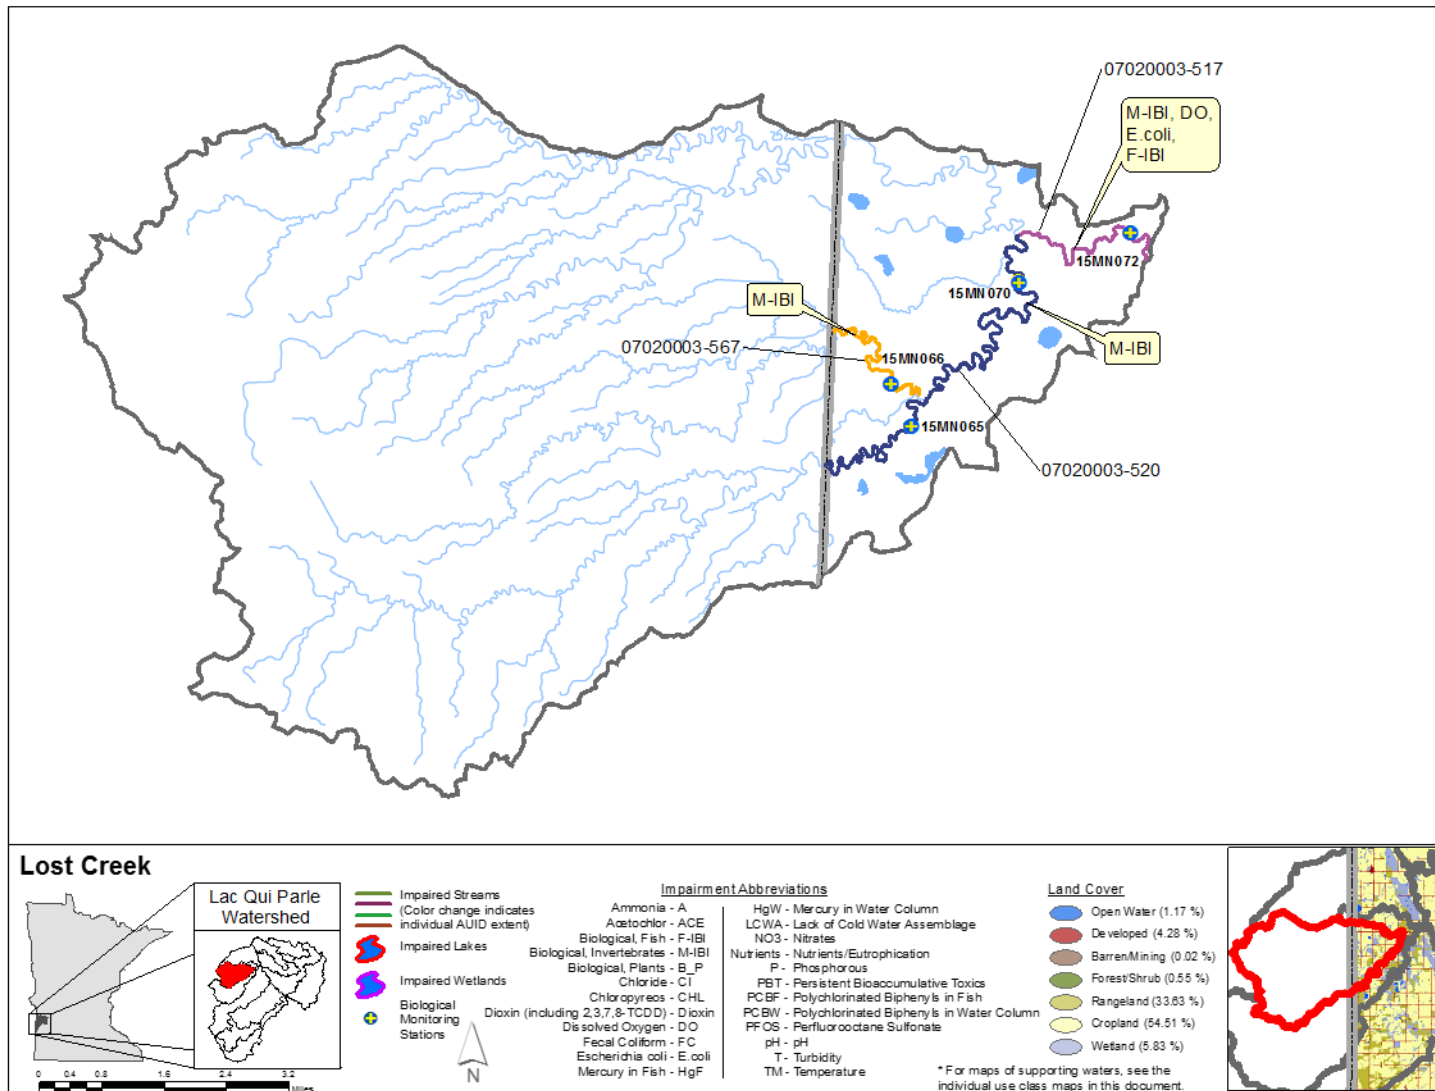 07020003-517
M-IBI, DO,
E.coli,
F-IBI
15MN072
15MN070
M-IBI
M-IBI
07020003-567
15MN066
15MN065
07020003-520
Lost Creek
Lac Qui Parle
Watershed
Impaired Streams
(Color change indicates
individual AUID extent)
Impaired Lakes
Impaired Wetlands
Biological
Monitoring
Stations
N
0 0.4 0.8 1.6 2.4 3.2
Miles
Impairment Abbreviations
Ammonia - A
Acetochlor - ACE
Biological, Fish - F-IBI
Biological, Invertebrates - M-IBI
Biological, Plants - B_P
Chloride - Cl
Chloropyreos - CHL
Dioxin (including 2,3,7,8-TCDD) - Dioxin
Dissolved Oxygen - DO
Fecal Coliform - FC
Escherichia coli - E.coli
Mercury in Fish - HgF
HgW - Mercury in Water Column
LCWA - Lack of Cold Water Assemblage
NO3 - Nitrates
Nutrients - Nutrients/Eutrophication
P - Phosphorous
PBT - Persistent Bioaccumulative Toxics
PCBF - Polychlorinated Biphenyls in Fish
PCBW - Polychlorinated Biphenyls in Water Column
PFOS - Perfluorooctane Sulfonate
pH - pH
T - Turbidity
TM - Temperature
Land Cover
Open Water (1.17 %)
Developed (4.28 %)
Barren/Mining (0.02 %)
Forest/Shrub (0.55 %)
Rangeland (33.63 %)
Cropland (54.51 %)
Wetland (5.83 %)
* For maps of supporting waters, see the
individual use class maps in this document.